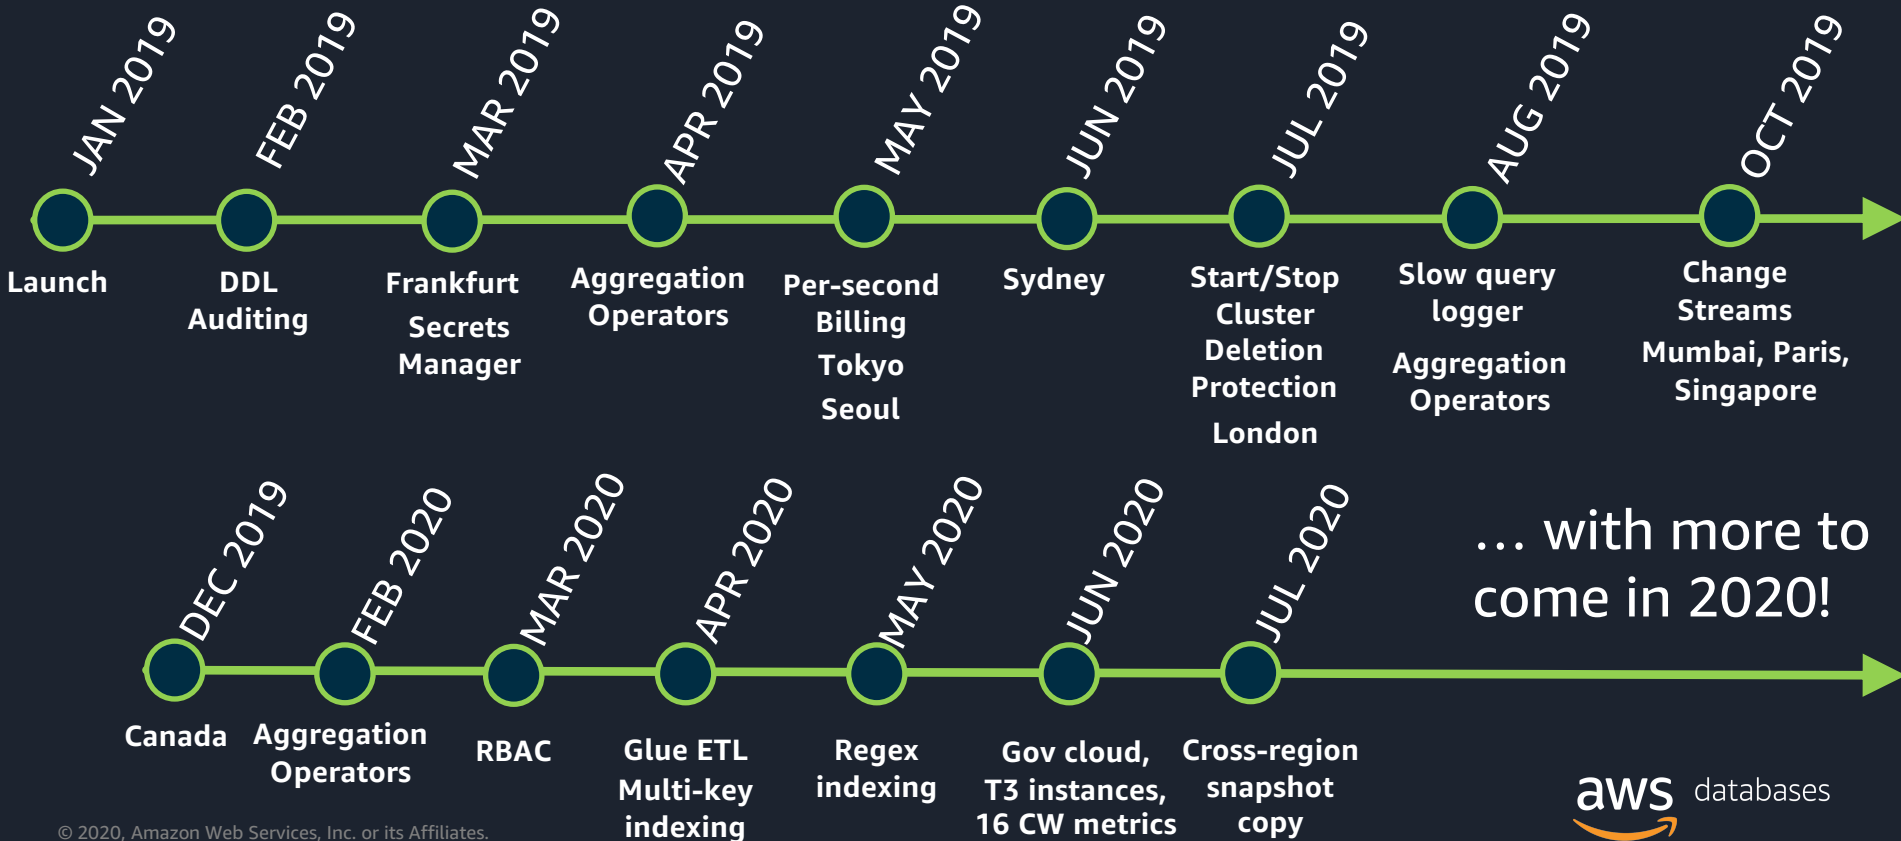 JAN 2019
FEB 2019
MAR 2019
APR 2019
MAY 2019
JUN 2019
JUL 2019
AUG 2019
OCT 2019
Launch
DDL
Auditing
Frankfurt
Secrets
Manager
Aggregation
Operators
Per-second
Billing
Tokyo
Seoul
Sydney
Start/Stop
Cluster
Deletion
Protection
London
Slow query
logger
Aggregation
Operators
Change
Streams
Mumbai, Paris,
Singapore
DEC 2019
FEB 2020
MAR 2020
APR 2020
MAY 2020
JUN 2020
JUL 2020
... with more to
come in 2020!
Canada
Aggregation
Operators
RBAC
Glue ETL
Multi-key
indexing
Regex
indexing
Gov cloud,
T3 instances,
16 CW metrics
Cross-region
snapshot
copy
aws databases
© 2020, Amazon Web Services, Inc. or its Affiliates.